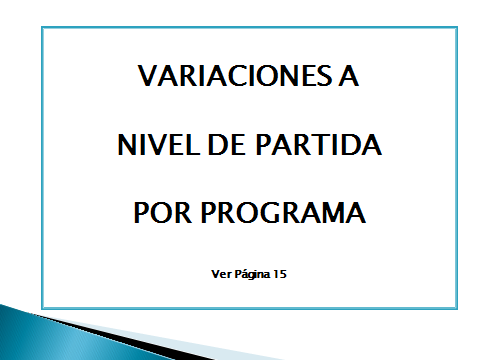 VARIACIONES A
NIVEL DE PARTIDA
POR PROGRAMA
Ver Página 15